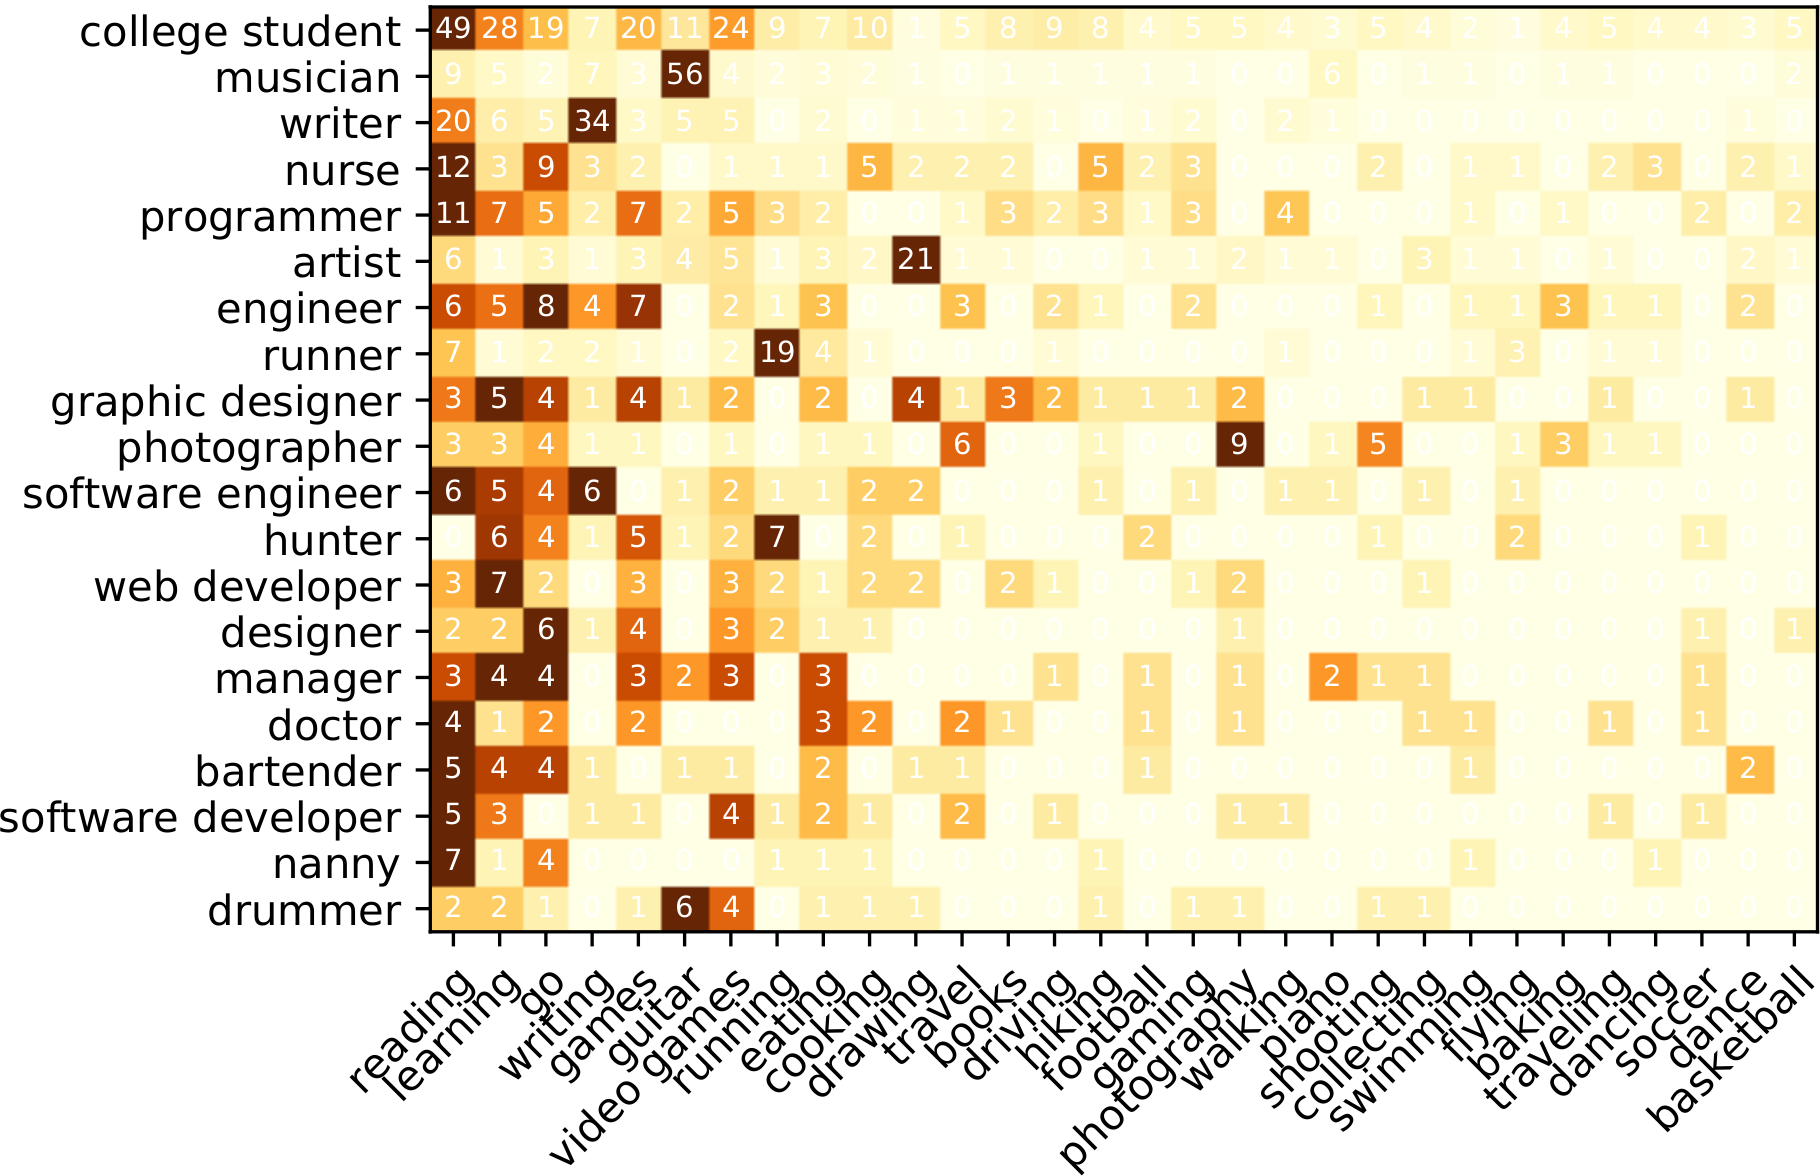 college student 49 28 19 7 20 11 24 9 7 10 1 5 8 9 8 4 5 5 4 3 5 4 2 1 4 5 4 4 3 5
musician 9 5 2 7 3 56 4 2 3 2 1 0 1 1 1 1 1 0 0 6 1 1 1 0 1 1 0 0 0 2
writer 20 6 5 34 3 5 5 0 2 0 1 1 2 1 0 1 2 0 2 1 0 0 0 0 0 0 0 0 1 0
nurse 12 3 9 3 2 0 1 1 1 5 2 2 2 0 5 2 3 0 0 0 2 0 1 1 0 2 3 0 2 1
programmer 11 7 5 2 7 2 5 3 2 0 0 1 3 2 3 1 3 0 4 0 0 0 1 0 1 0 0 2 0 2
artist 6 1 3 1 3 4 5 1 3 2 21 1 1 0 0 1 1 2 1 1 0 3 1 1 0 1 0 0 2 1
engineer 6 5 8 4 7 0 2 1 3 0 0 3 0 2 1 0 2 0 0 0 1 0 1 1 3 1 1 0 2 0
runner 7 1 2 2 1 0 2 19 4 1 0 0 0 1 0 0 0 0 1 0 0 0 1 3 0 1 1 0 0 0
graphic designer 3 5 4 1 4 1 2 0 2 0 4 1 3 2 1 1 1 2 0 0 0 1 1 0 0 1 0 0 1 0
photographer 3 3 4 1 1 0 1 0 1 1 0 6 0 0 1 0 0 9 0 1 5 0 0 1 3 1 1 0 0 0
software engineer 6 5 4 6 0 1 2 1 1 2 2 0 0 0 1 0 1 0 1 1 0 1 0 1 0 0 0 0 0 0
hunter 0 6 4 1 5 1 2 7 0 2 0 1 0 0 0 2 0 0 0 0 1 0 0 2 0 0 0 1 0 0
web developer 3 7 2 0 3 0 3 2 1 2 2 0 2 1 0 0 1 2 0 0 0 1 0 0 0 0 0 0 0 0
designer 2 2 6 1 4 0 3 2 1 1 0 0 0 0 0 0 0 1 0 0 0 0 0 0 0 0 0 1 0 1
manager 3 4 4 0 3 2 3 0 3 0 0 0 0 1 0 1 0 1 0 2 1 1 0 0 0 0 0 1 0 0
doctor 4 1 2 0 2 0 0 0 3 2 0 2 1 0 0 1 0 1 0 0 0 1 1 0 0 1 0 1 0 0
bartender 5 4 4 1 0 1 1 0 2 0 1 1 0 0 0 1 0 0 0 0 0 0 1 0 0 0 0 0 2 0
software developer 5 3 0 1 1 0 4 1 2 1 0 2 0 1 0 0 0 1 1 0 0 0 0 0 0 1 0 1 0 0
nanny 7 1 4 0 0 0 0 1 1 1 0 0 0 0 1 0 0 0 0 0 0 0 1 0 0 0 1 0 0 0
drummer 2 2 1 0 1 6 4 0 1 1 1 0 0 0 1 0 1 1 0 0 1 1 0 0 0 0 0 0 0 0
reading
learning
go
writing
games
guitar
video games
running
eating
cooking
drawing
travel
books
driving
hiking
football
gaming
photography
walking
piano
shooting
collecting
swimming
flying
baking
traveling
dancing
soccer
dance
basketball